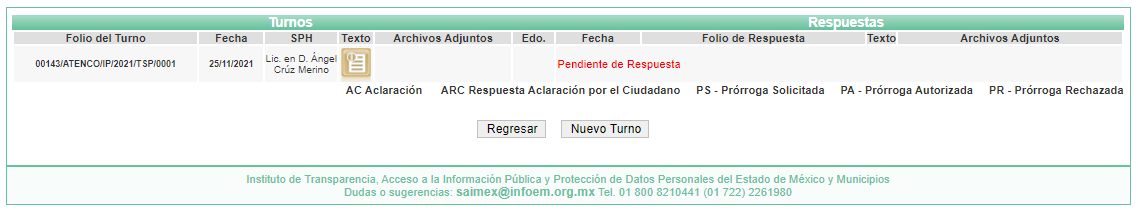 Turnos Respuestas
Folio del Turno Fecha SPH Texto Archivos Adjuntos Edo. Fecha Folio de Respuesta Texto Archivos Adjuntos
00143/ATENCO/IP/2021/TSP/0001 25/11/2021 Lic. en D. Ángel Pendiente de Respuesta
Crúz Merino
AC Aclaración ARC Respuesta Aclaración por el Ciudadano PS - Prórroga Solicitada PA - Prórroga Autorizada PR - Prórroga Rechazada
Regresar Nuevo Turno
Instituto de Transparencia, Acceso a la Información Pública y Protección de Datos Personales del Estado de México y Municipios
Dudas o sugerencias: saimex@infoem.org.mx Tel. 01 800 8210441 (01 722) 2261980